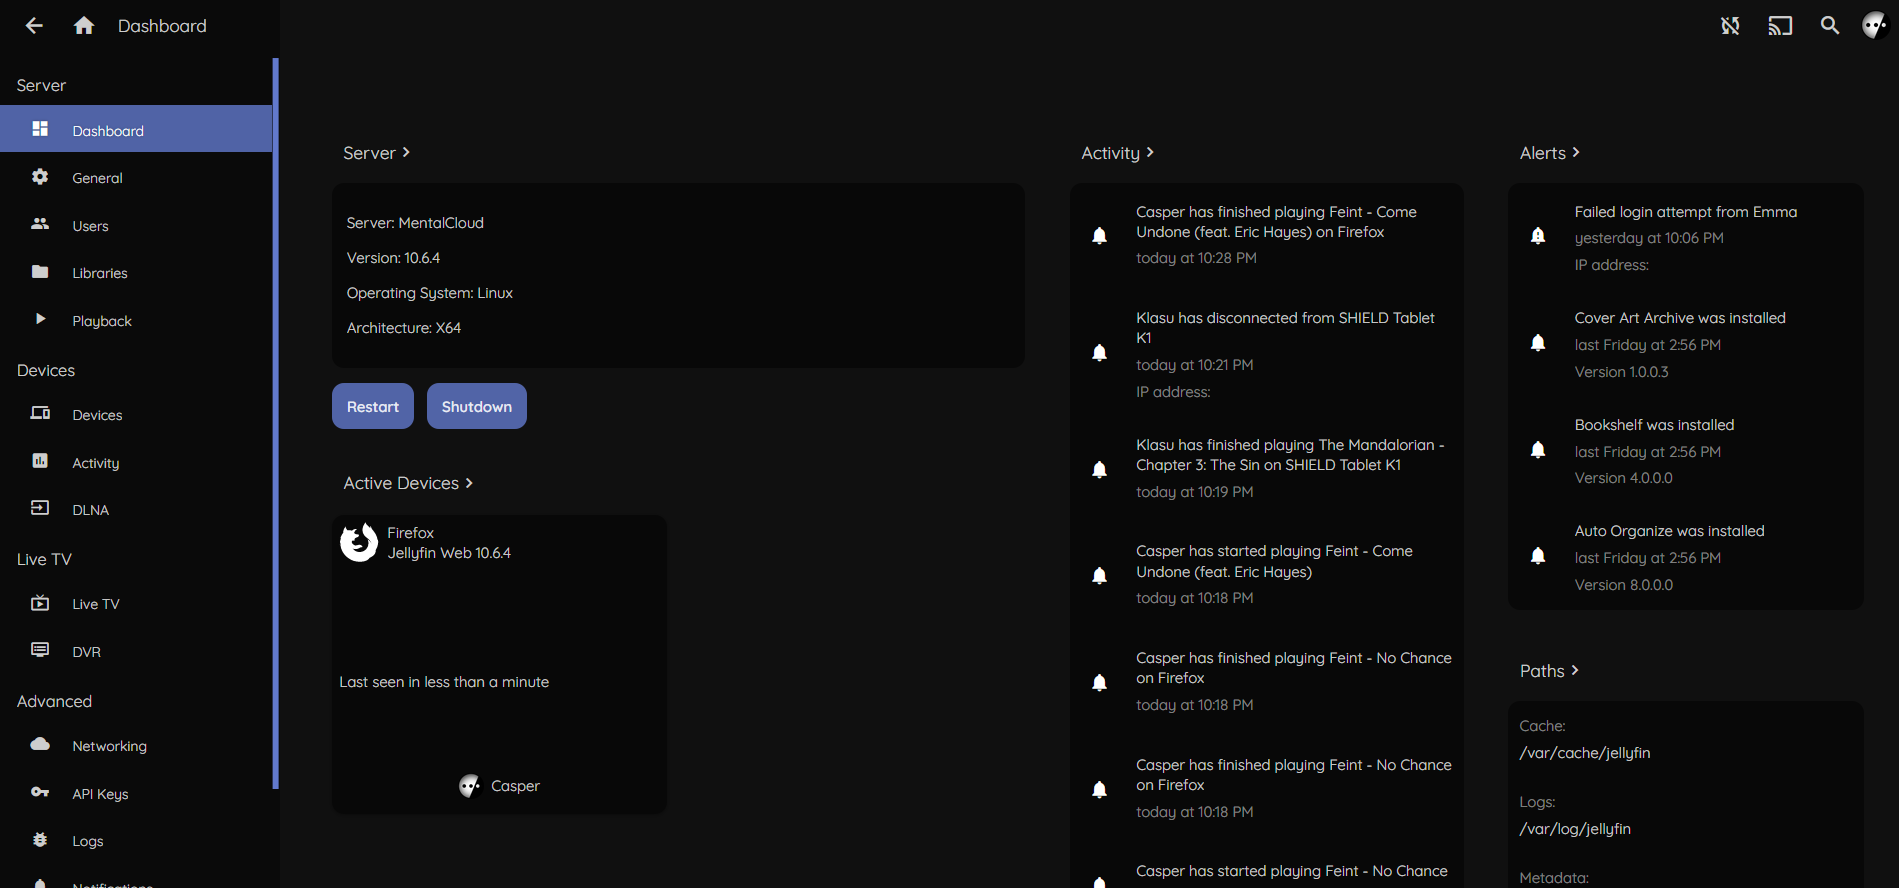 Dashboard
Server
Dashboard
General
Users
Libraries
Playback
Devices
Devices
Activity
DLNA
Live TV
Live TV
DVR
Advanced
Networking
API Keys
Logs
Notifications
Server
Server: MentalCloud
Version: 10.6.4
Operating System: Linux
Architecture: X64
Restart
Shutdown
Active Devices
Firefox
Jellyfin Web 10.6.4
Last seen in less than a minute
Casper
Activity
Casper has finished playing Feint - Come
Undone (feat. Eric Hayes) on Firefox
today at 10:28 PM
Klasu has disconnected from SHIELD Tablet
K1
today at 10:21 PM
IP address:
Klasu has finished playing The Mandalorian -
Chapter 3: The Sin on SHIELD Tablet K1
today at 10:19 PM
Casper has started playing Feint - Come
Undone (feat. Eric Hayes)
today at 10:18 PM
Casper has finished playing Feint - No Chance
on Firefox
today at 10:18 PM
Casper has finished playing Feint - No Chance
on Firefox
today at 10:18 PM
Casper has started playing Feint - No Chance
Alerts
Failed login attempt from Emma
yesterday at 10:06 PM
IP address:
Cover Art Archive was installed
last Friday at 2:56 PM
Version 1.0.0.3
Bookshelf was installed
last Friday at 2:56 PM
Version 4.0.0.0
Auto Organize was installed
last Friday at 2:56 PM
Version 8.0.0.0
Paths
Cache:
/var/cache/jellyfin
Logs:
/var/log/jellyfin
Metadata: